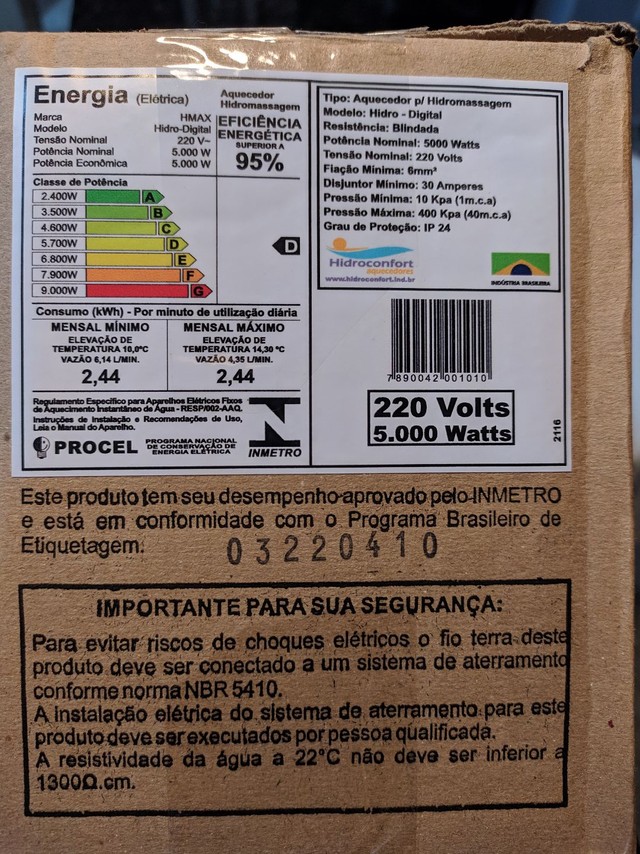 Energia (Elétrica)
Aquecedor
Hidromassagem
Marca HMAX
Modelo Hidro-Digital
Tensão Nominal 220 V~
Potência Nominal 5.000 W
Potência Econômica 5.000 W
EFICIÊNCIA
ENERGÉTICA
SUPERIOR A
95%
Classe de Potência
2.400W A
3.500W B
4.600W C
5.700W D
6.800W E
7.900W F
9.000W G
D
Consumo (kWh) - Por minuto de utilização diária
MENSAL MÍNIMO
ELEVAÇÃO DE
TEMPERATURA 10,0°C
VAZÃO 6,14 L/MIN.
2,44
MENSAL MÁXIMO
ELEVAÇÃO DE
TEMPERATURA 14,30 °C
VAZÃO 4,35 L/MIN.
2,44
Regulamento Específico para Aparelhos Elétricos Fixos
de Aquecimento Instantâneo de Água - RESP/002-AAQ.
Instruções de Instalação e Recomendações de Uso,
Leia o Manual do Aparelho.
PROCEL
PROGRAMA NACIONAL
DE CONSERVAÇÃO DE
ENERGIA ELÉTRICA
INMETRO
Tipo: Aquecedor p/ Hidromassagem
Modelo: Hidro - Digital
Resistência: Blindada
Potência Nominal: 5000 Watts
Tensão Nominal: 220 Volts
Fiação Mínima: 6mm²
Disjuntor Mínimo: 30 Amperes
Pressão Mínima: 10 Kpa (1m.c.a)
Pressão Máxima: 400 Kpa (40m.c.a)
Grau de Proteção: IP 24
Hidroconfort
aquecedores
www.hidroconfort.ind.br
INDÚSTRIA BRASILEIRA
7 890042 001010
220 Volts
5.000 Watts
2116
Este produto tem seu desempenho aprovado pelo INMETRO
e está em conformidade com o Programa Brasileiro de
Etiquetagem.
03220410
IMPORTANTE PARA SUA SEGURANÇA:
Para evitar riscos de choques elétricos o fio terra deste
produto deve ser conectado a um sistema de aterramento
conforme norma NBR 5410.
A instalação elétrica do sistema de aterramento para este
produto deve ser executados por pessoa qualificada.
A resistividade da água a 22°C não deve ser inferior a
1300Ω.cm.